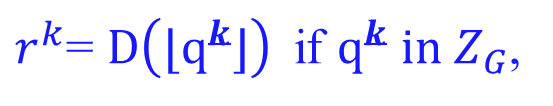 r^k = D(⌊q^k⌋) if q^k in Z_G,